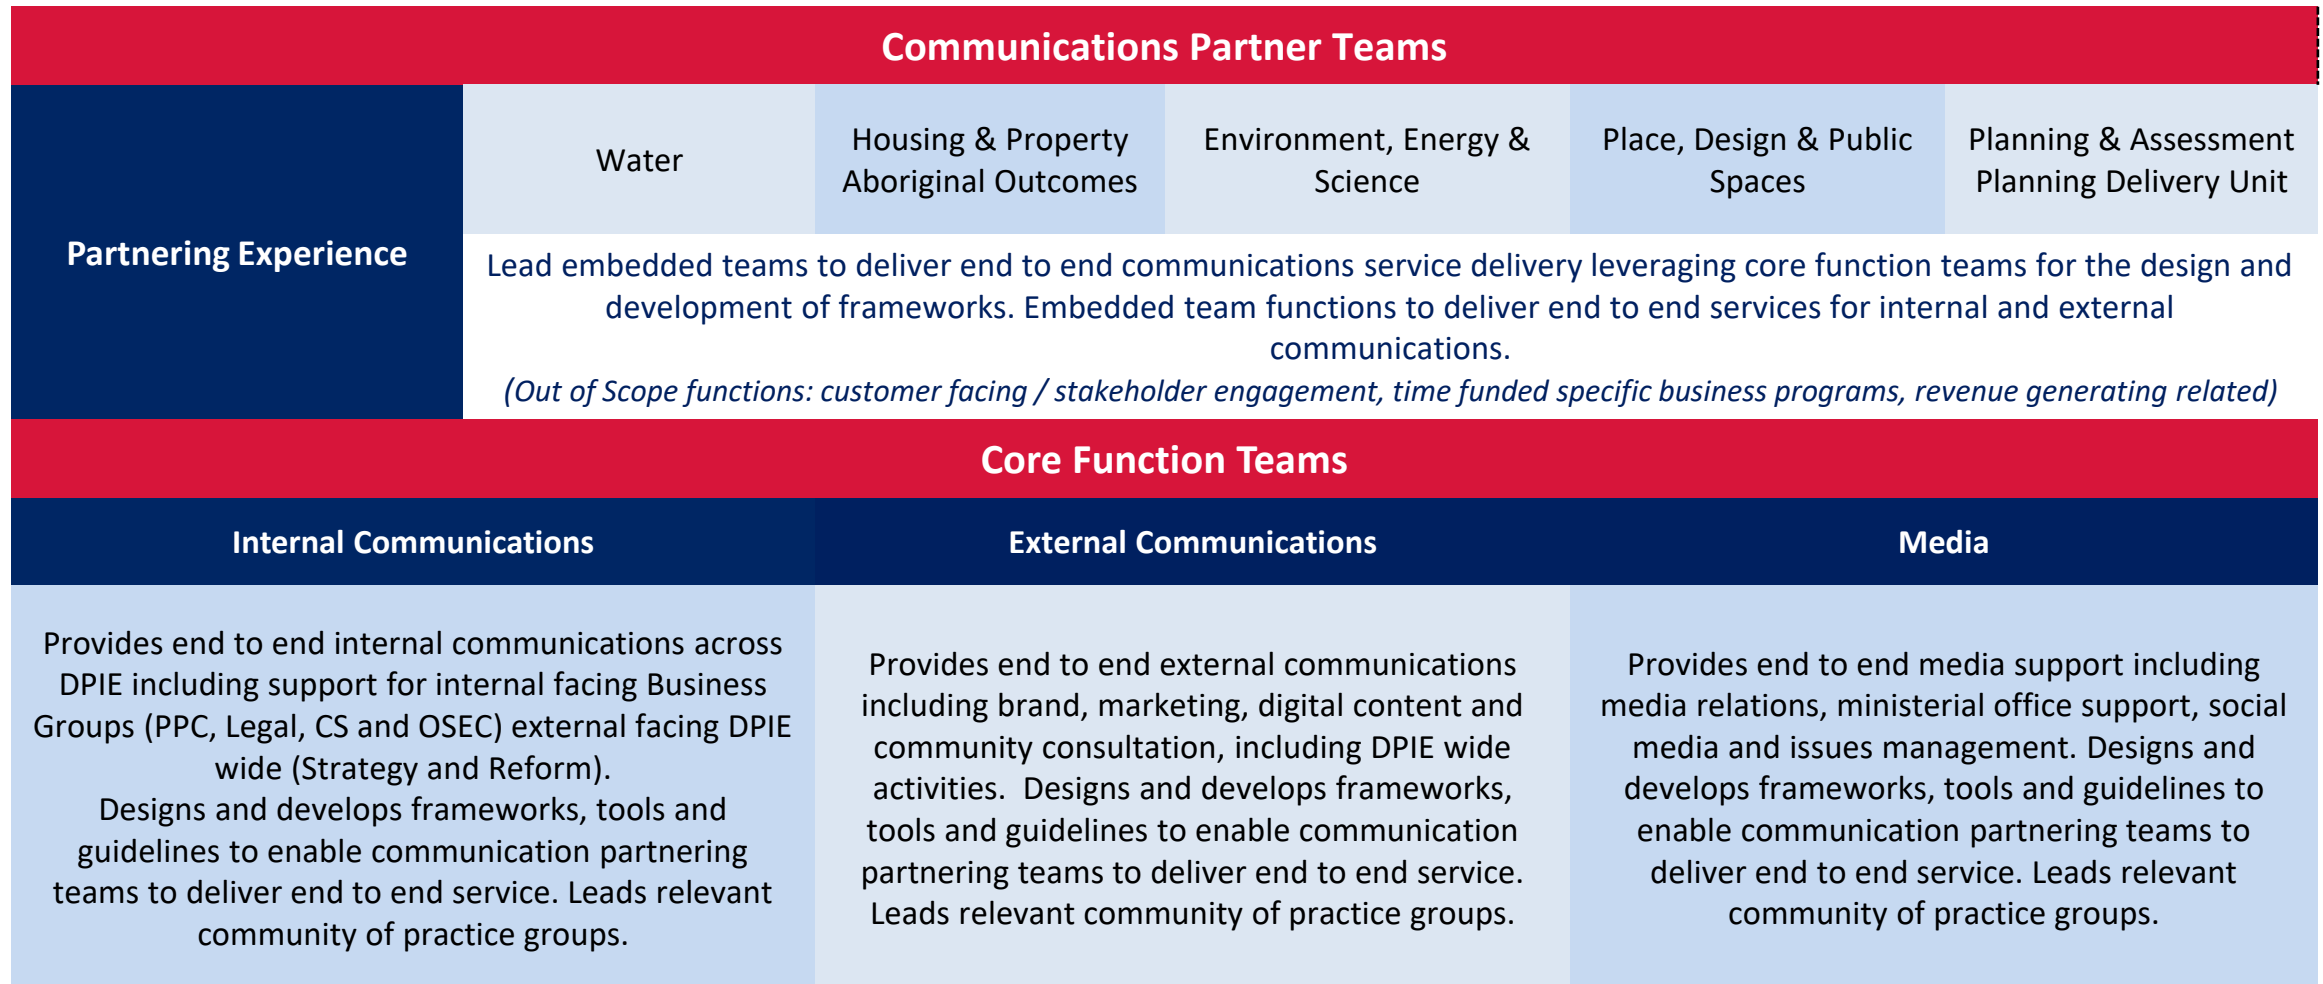 Communications Partner Teams
Partnering Experience
Water
Housing & Property
Aboriginal Outcomes
Environment, Energy &
Science
Place, Design & Public
Spaces
Planning & Assessment
Planning Delivery Unit
Lead embedded teams to deliver end to end communications service delivery leveraging core function teams for the design and
development of frameworks. Embedded team functions to deliver end to end services for internal and external
communications.
(Out of Scope functions: customer facing / stakeholder engagement, time funded specific business programs, revenue generating related)
Core Function Teams
Internal Communications
External Communications
Media
Provides end to end internal communications across
DPIE including support for internal facing Business
Groups (PPC, Legal, CS and OSEC) external facing DPIE
wide (Strategy and Reform).
Designs and develops frameworks, tools and
guidelines to enable communication partnering
teams to deliver end to end service. Leads relevant
community of practice groups.
Provides end to end external communications
including brand, marketing, digital content and
community consultation, including DPIE wide
activities.  Designs and develops frameworks,
tools and guidelines to enable communication
partnering teams to deliver end to end service.
Leads relevant community of practice groups.
Provides end to end media support including
media relations, ministerial office support, social
media and issues management. Designs and
develops frameworks, tools and guidelines to
enable communication partnering teams to
deliver end to end service. Leads relevant
community of practice groups.